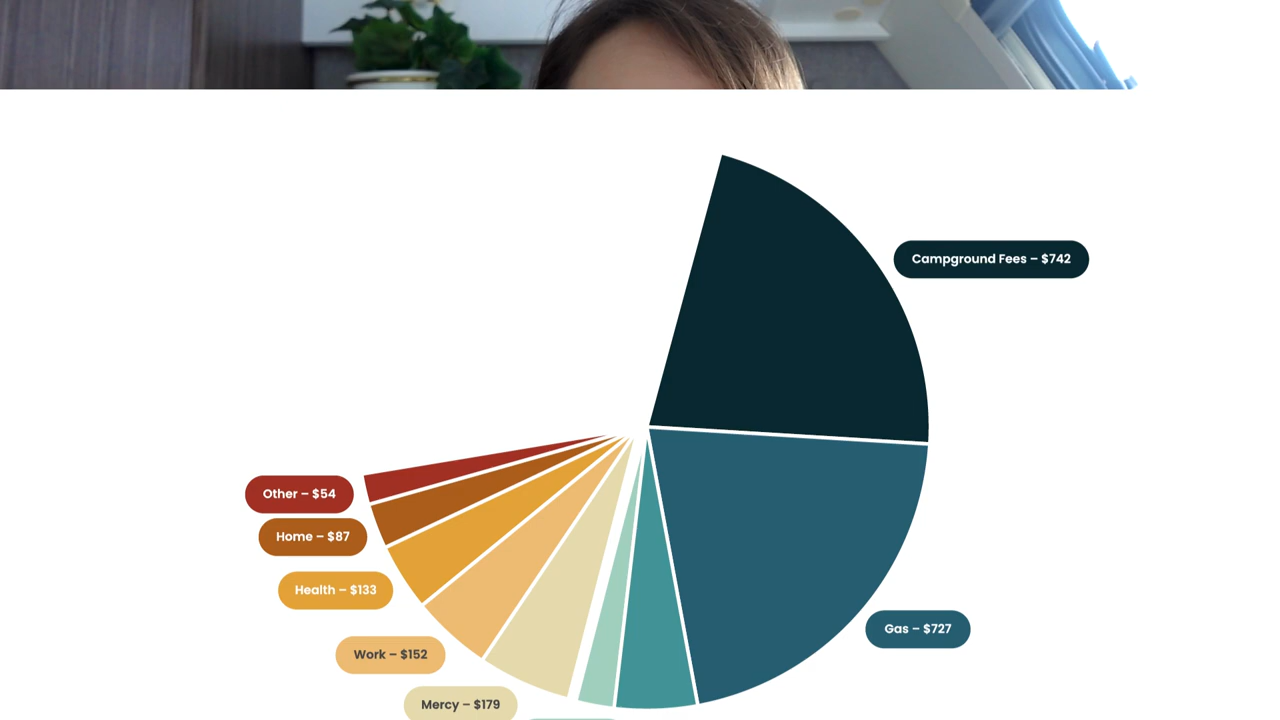 Campground Fees – $742
Other – $54
Home – $87
Health – $133
Gas – $727
Work – $152
Mercy – $179